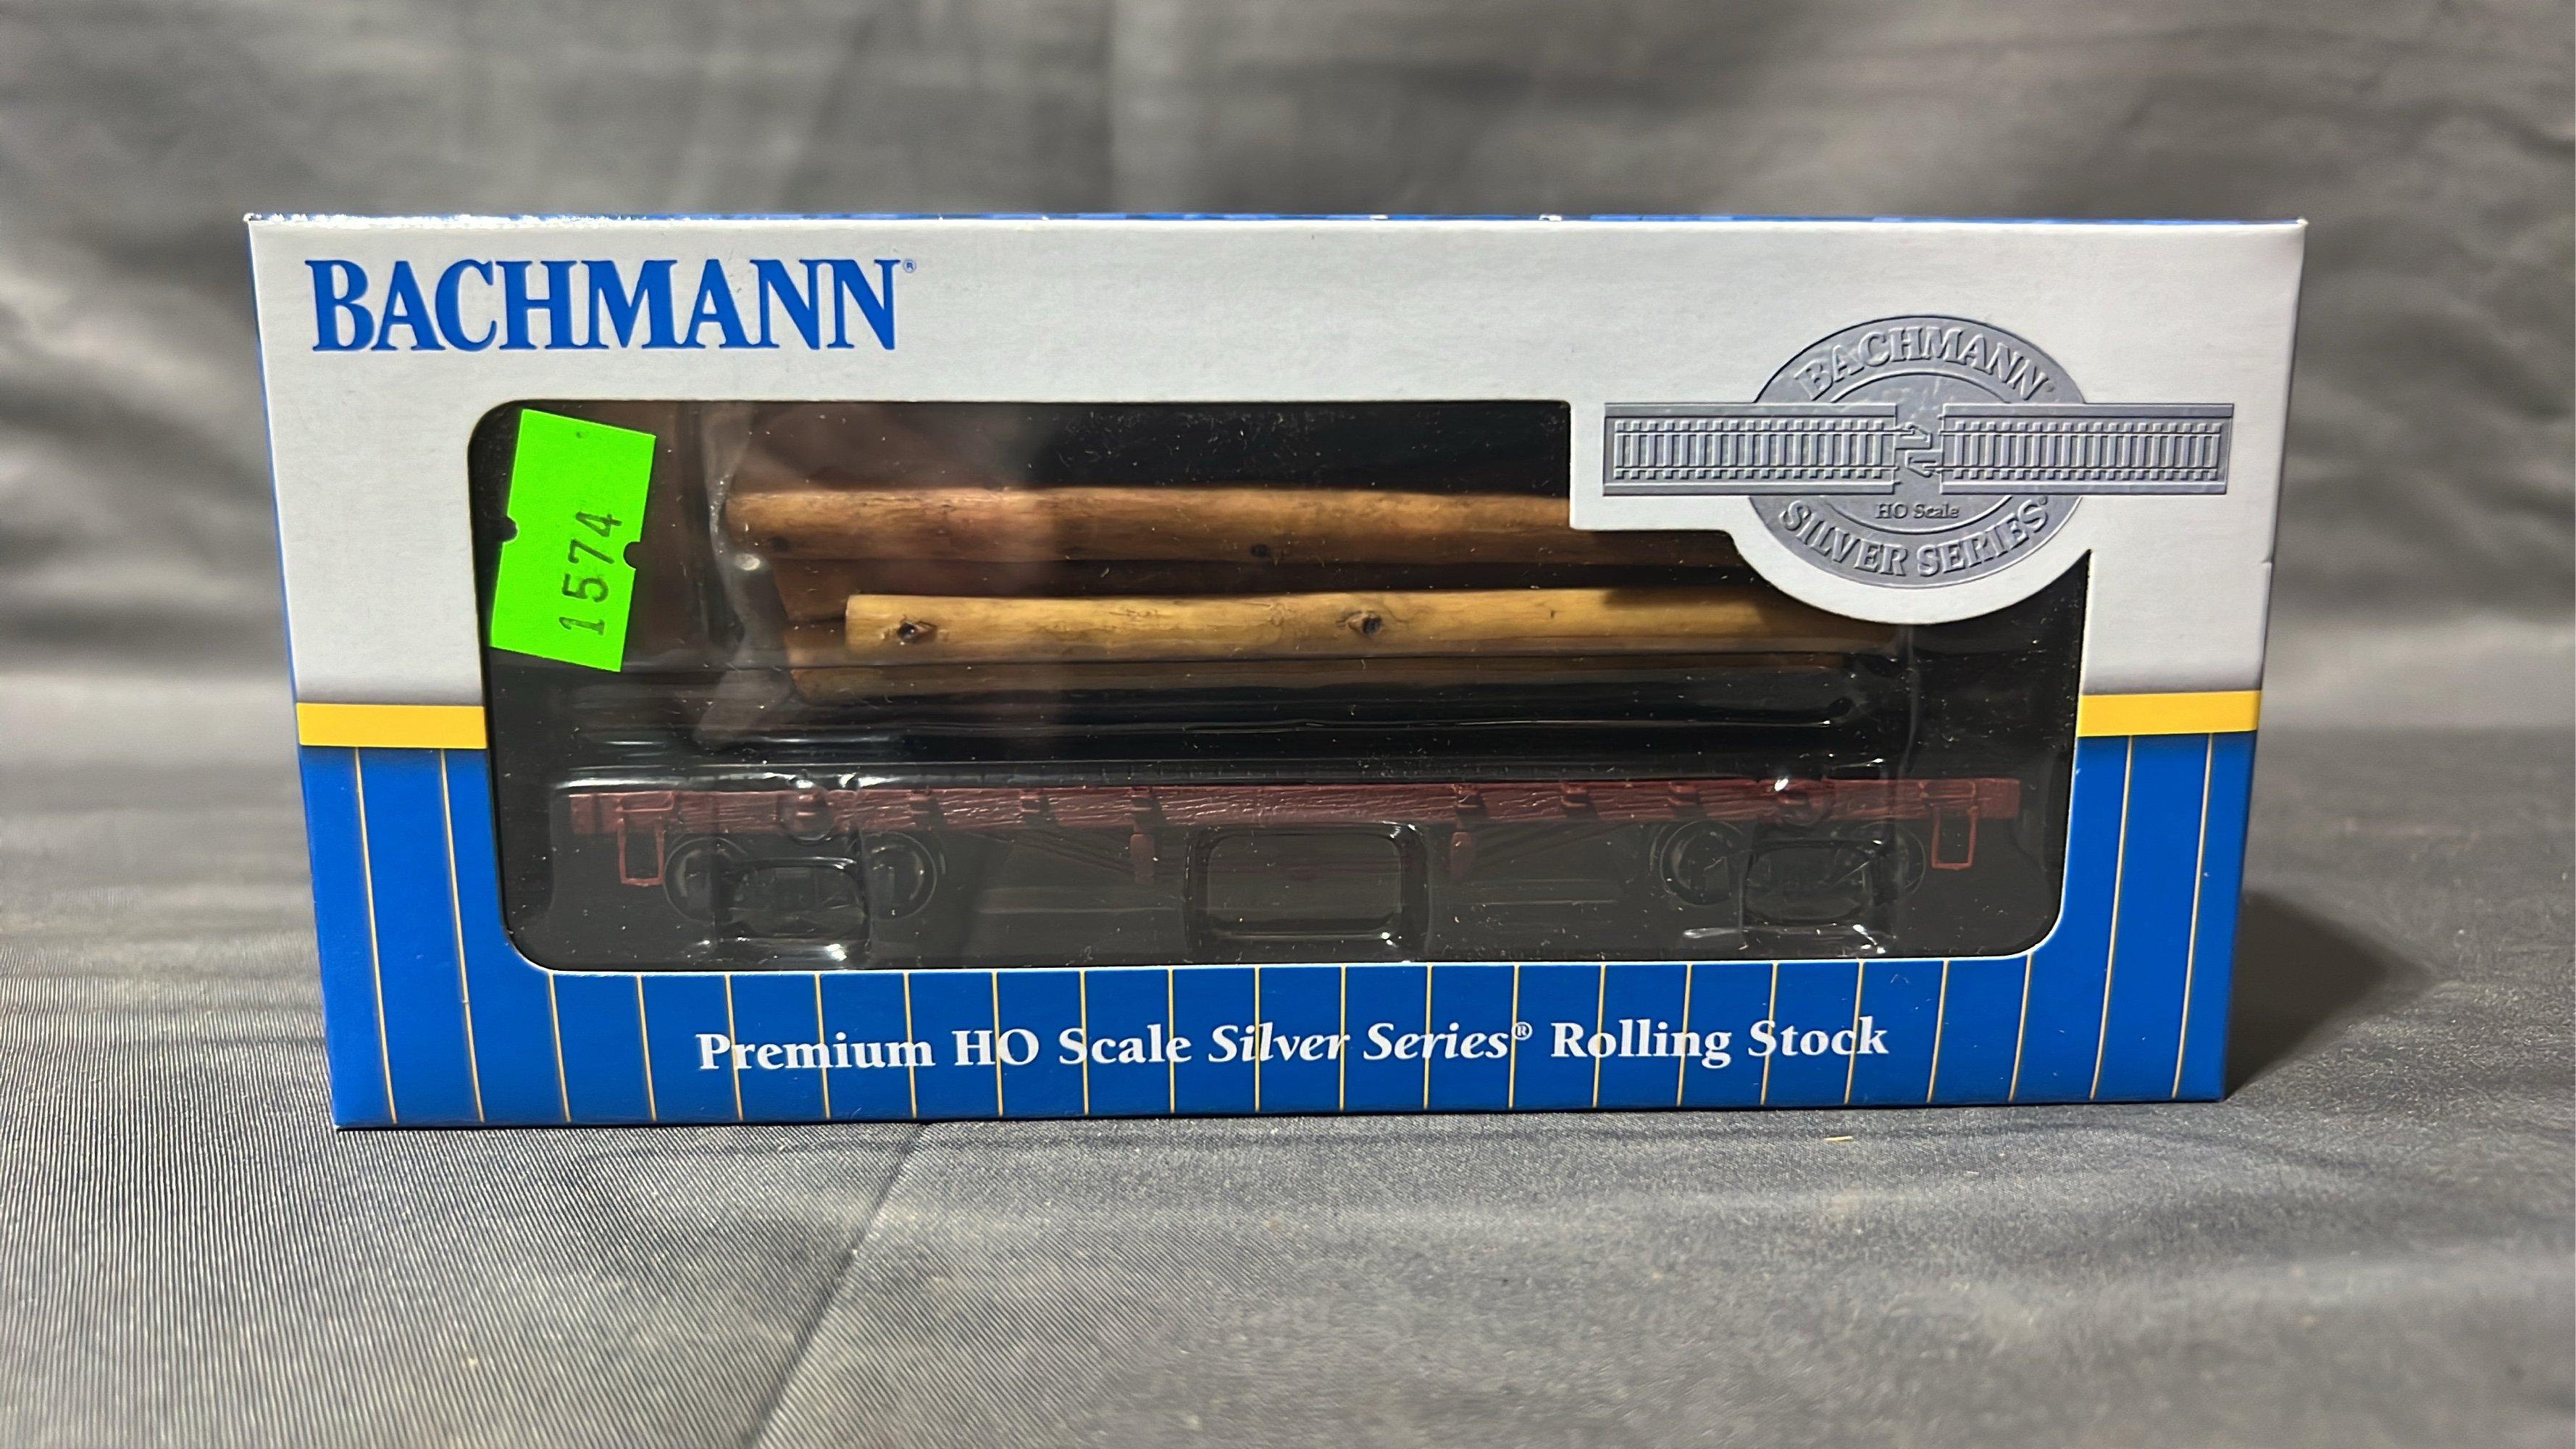 BACHMANN®
BACHMANN®
HO Scale
SILVER SERIES®
1574
Premium HO Scale Silver Series® Rolling Stock